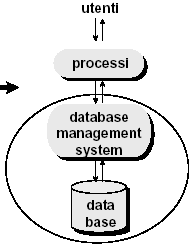 utenti
processi
database
management
system
data
base